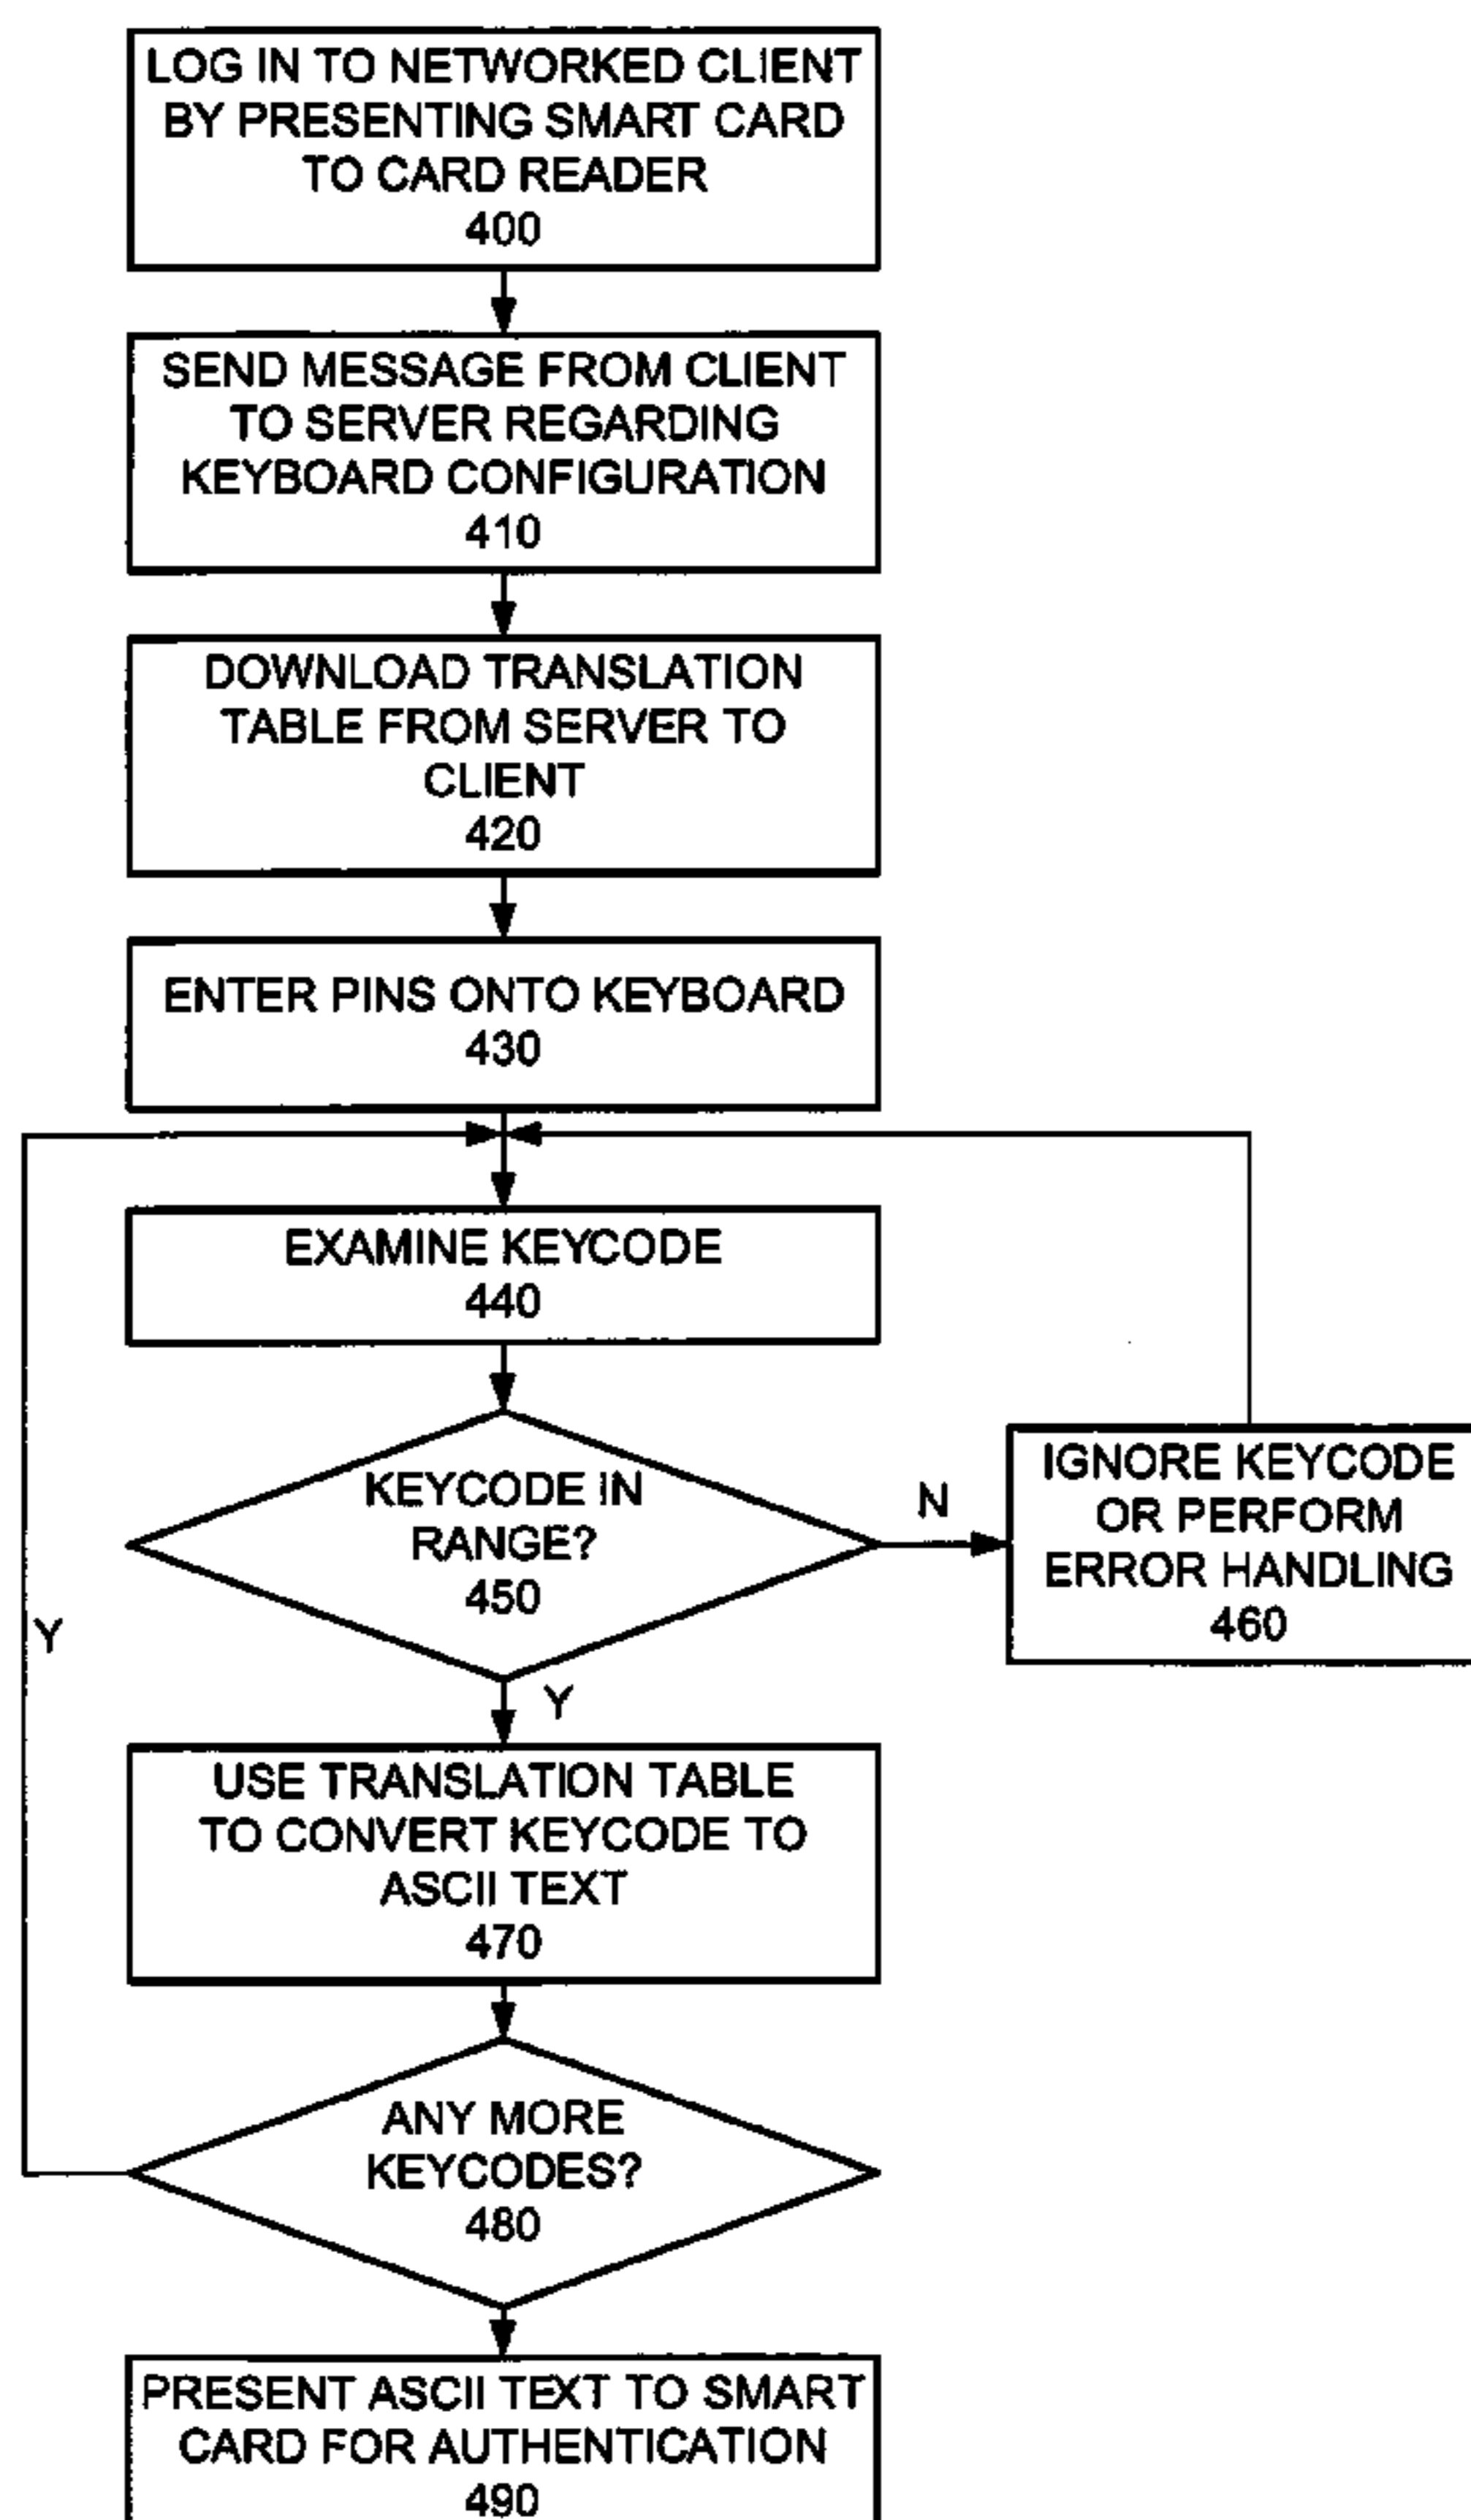 LOG IN TO NETWORKED CLIENT
BY PRESENTING SMART CARD
TO CARD READER
400
SEND MESSAGE FROM CLIENT
TO SERVER REGARDING
KEYBOARD CONFIGURATION
410
DOWNLOAD TRANSLATION
TABLE FROM SERVER TO
CLIENT
420
ENTER PINS ONTO KEYBOARD
430
EXAMINE KEYCODE
440
KEYCODE IN
RANGE?
450
N
IGNORE KEYCODE
OR PERFORM
ERROR HANDLING
460
Y
Y
USE TRANSLATION TABLE
TO CONVERT KEYCODE TO
ASCII TEXT
470
ANY MORE
KEYCODES?
480
PRESENT ASCII TEXT TO SMART
CARD FOR AUTHENTICATION
490